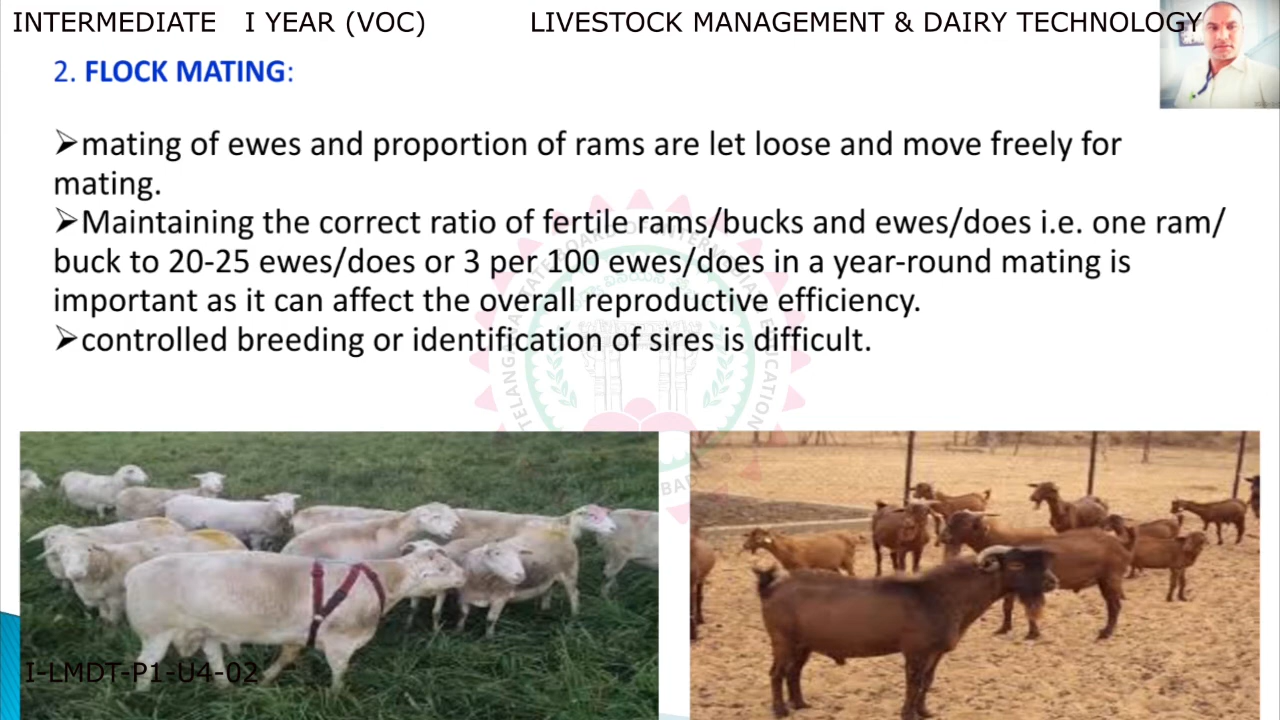 INTERMEDIATE I YEAR (VOC) LIVESTOCK MANAGEMENT & DAIRY TECHNOLOGY
2. FLOCK MATING:
➢mating of ewes and proportion of rams are let loose and move freely for
mating.
➢Maintaining the correct ratio of fertile rams/bucks and ewes/does i.e. one ram/
buck to 20-25 ewes/does or 3 per 100 ewes/does in a year-round mating is
important as it can affect the overall reproductive efficiency.
➢controlled breeding or identification of sires is difficult.
I-LMDT-P1-U4-02